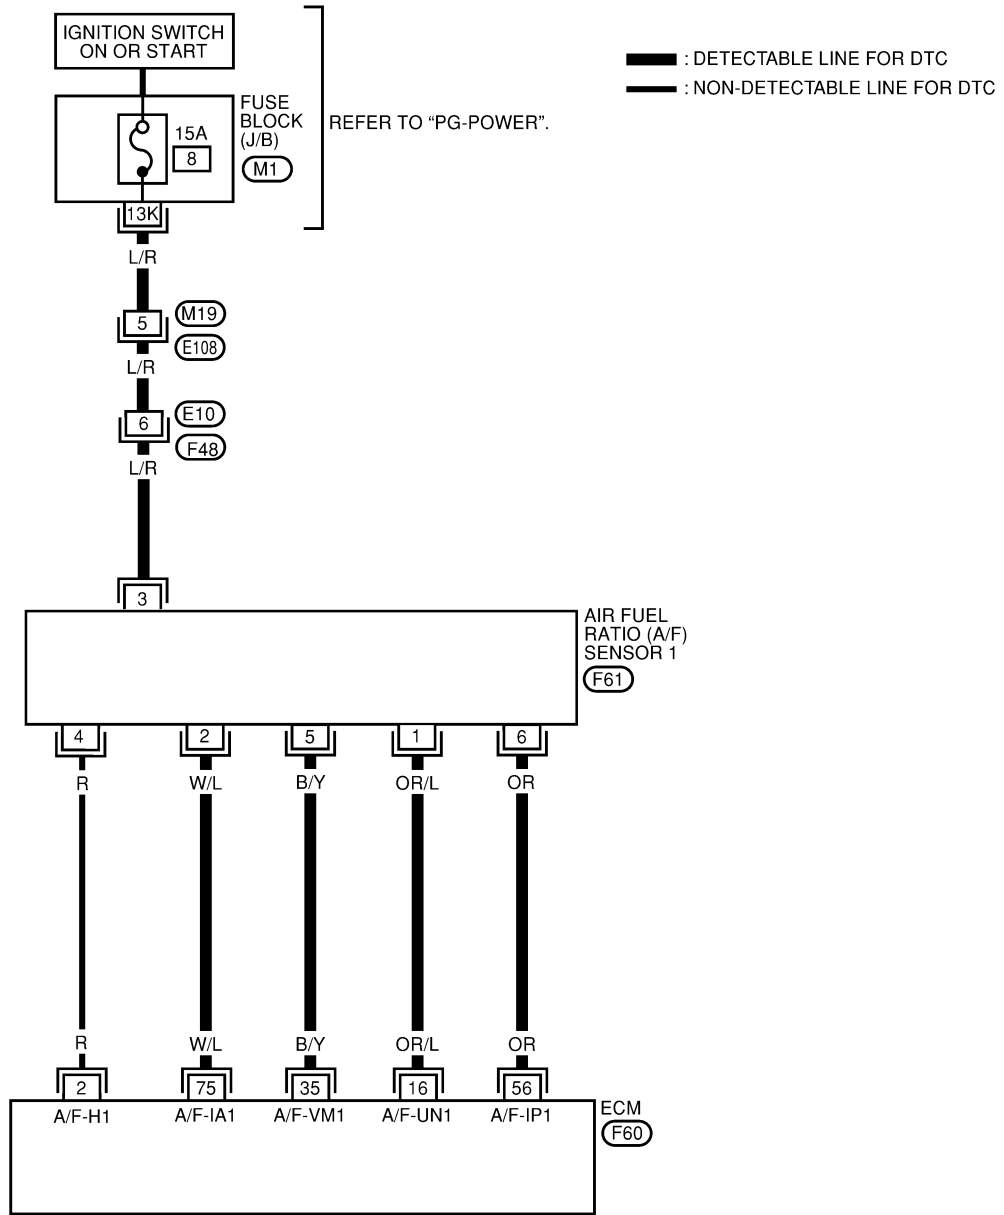 IGNITION SWITCH
ON OR START
FUSE
BLOCK
(J/B)
M1
15A
8
REFER TO “PG-POWER”.
: DETECTABLE LINE FOR DTC
: NON-DETECTABLE LINE FOR DTC
13K
L/R
5
M19
E108
L/R
6
E10
F48
L/R
3
AIR FUEL
RATIO (A/F)
SENSOR 1
F61
4 2 5 1 6
R W/L B/Y OR/L OR
R W/L B/Y OR/L OR
2 75 35 16 56
A/F-H1 A/F-IA1 A/F-VM1 A/F-UN1 A/F-IP1
ECM
F60